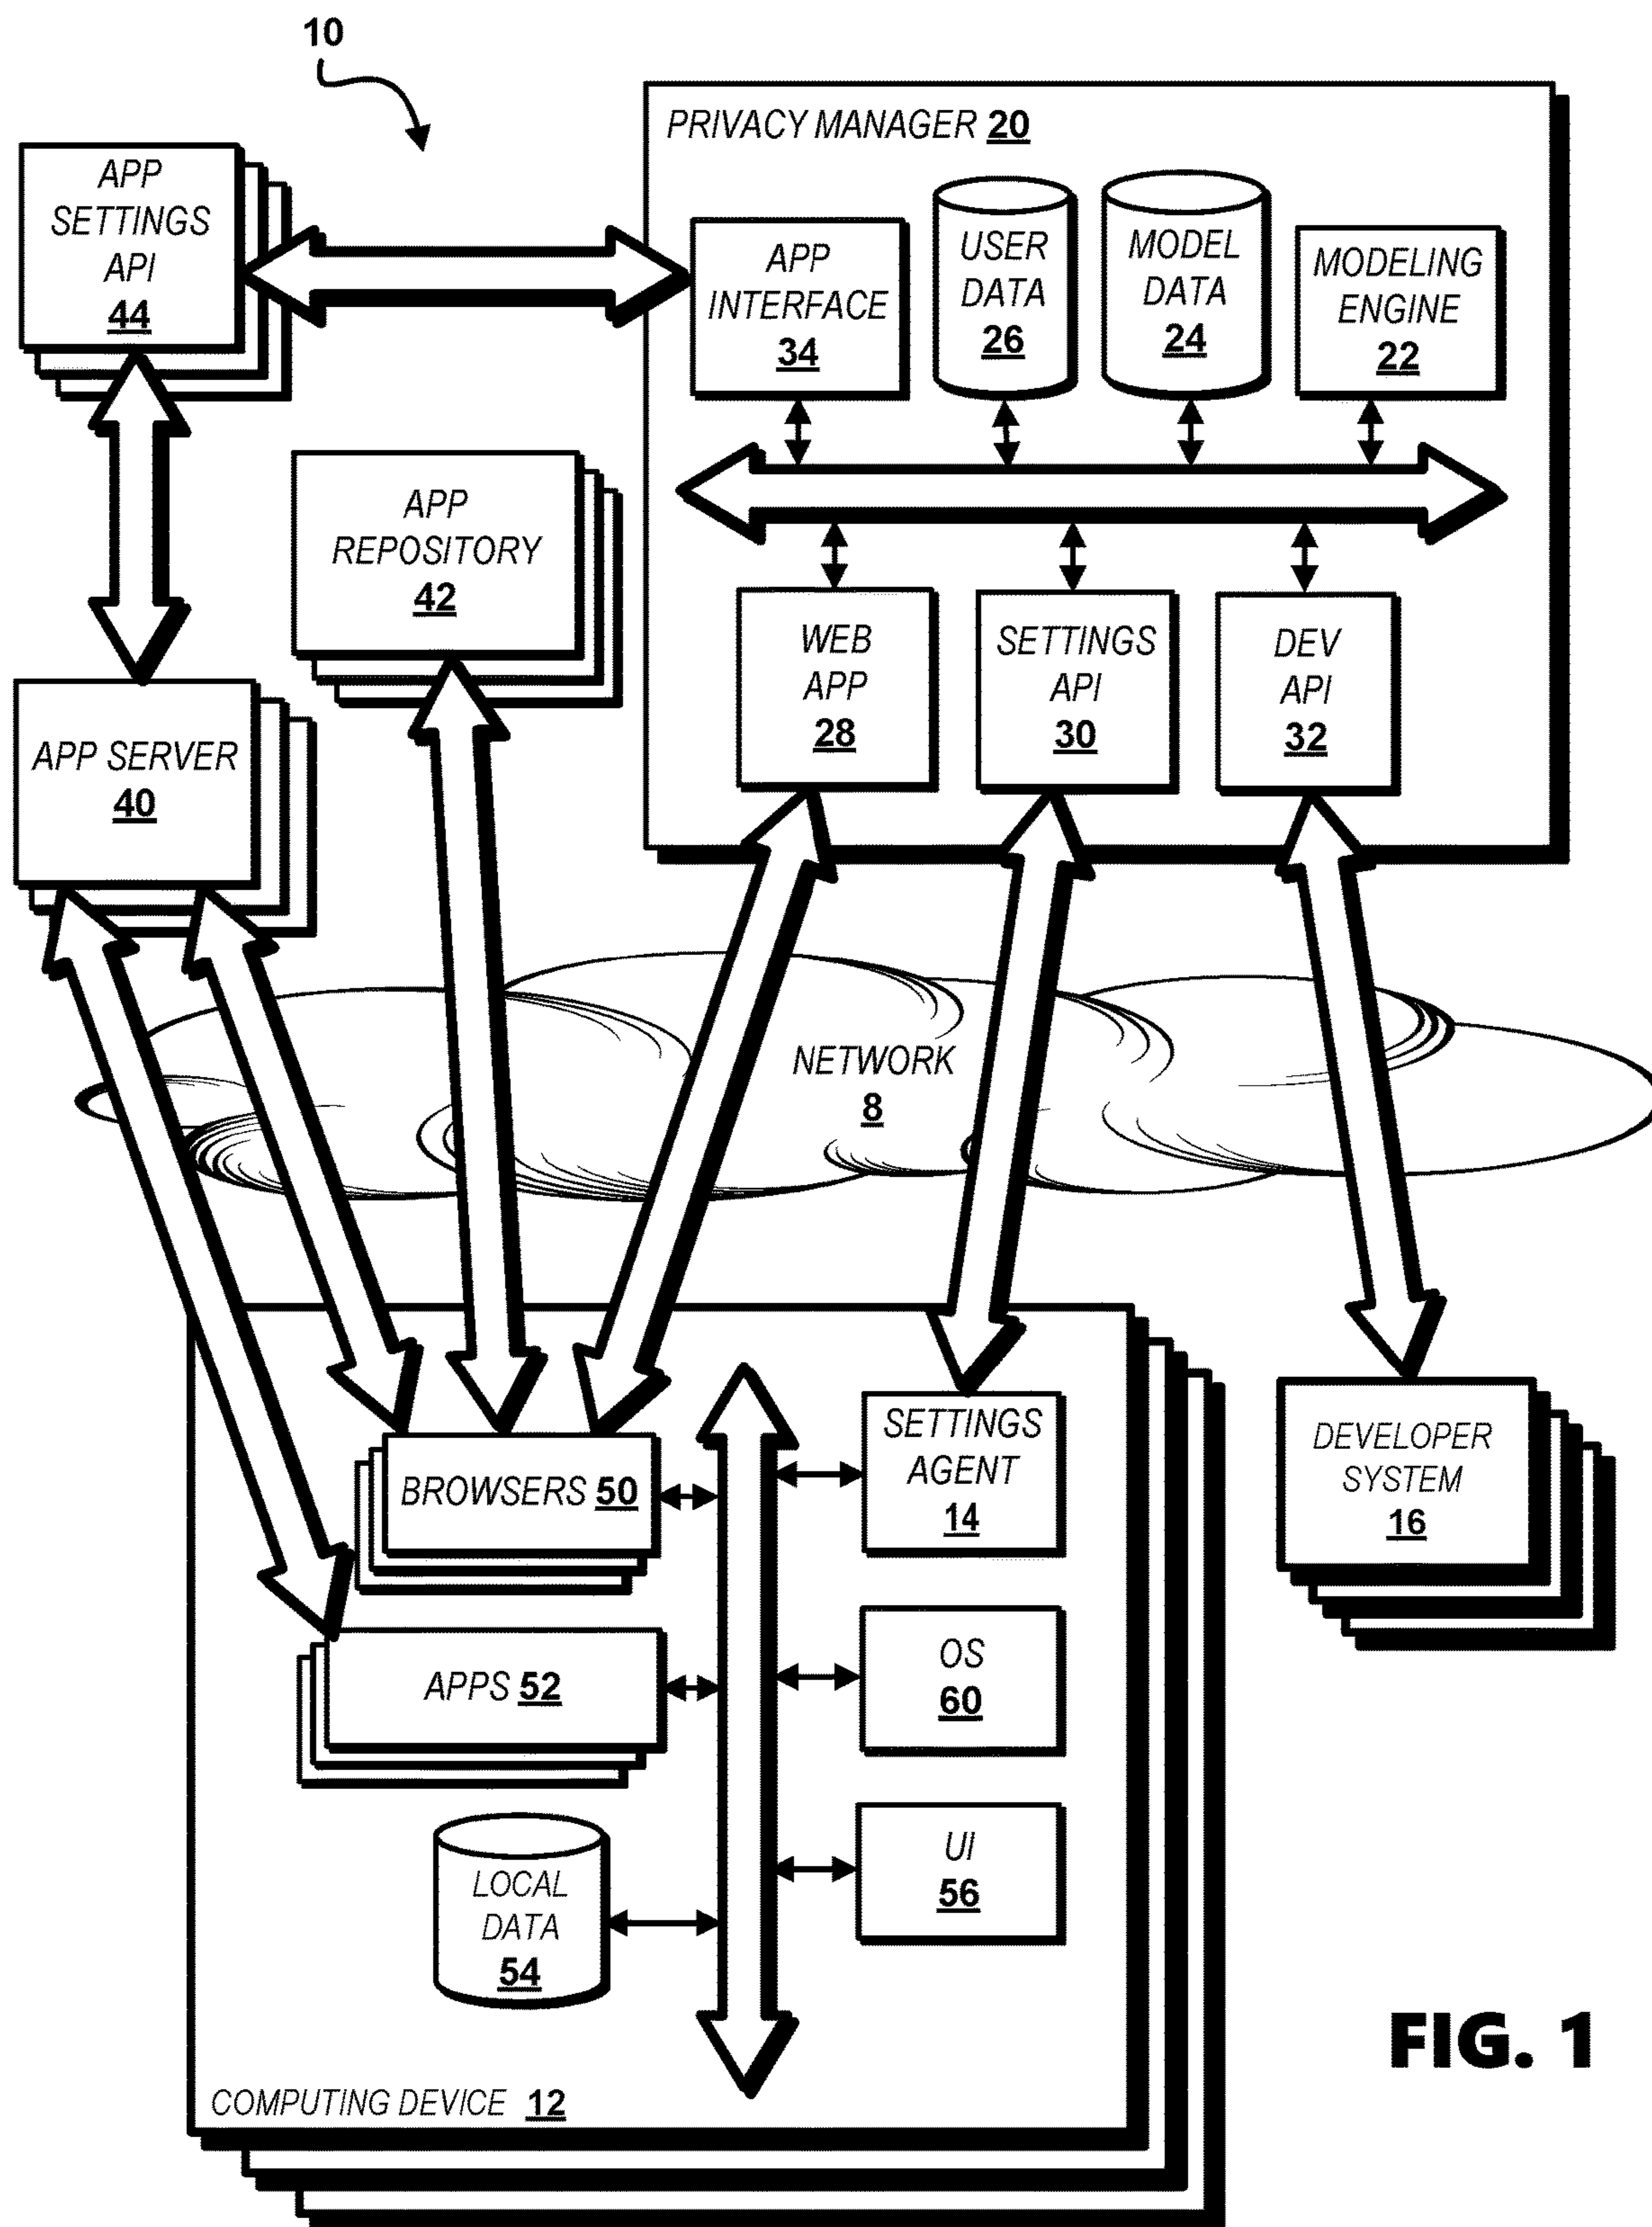 10
PRIVACY MANAGER 20
APP
SETTINGS
API
44
APP
INTERFACE
34
USER
DATA
26
MODEL
DATA
24
MODELING
ENGINE
22
APP
REPOSITORY
42
WEB
APP
28
SETTINGS
API
30
DEV
API
32
APP SERVER
40
NETWORK
8
BROWSERS 50
SETTINGS
AGENT
14
DEVELOPER
SYSTEM
16
APPS 52
OS
60
LOCAL
DATA
54
UI
56
COMPUTING DEVICE 12
FIG. 1